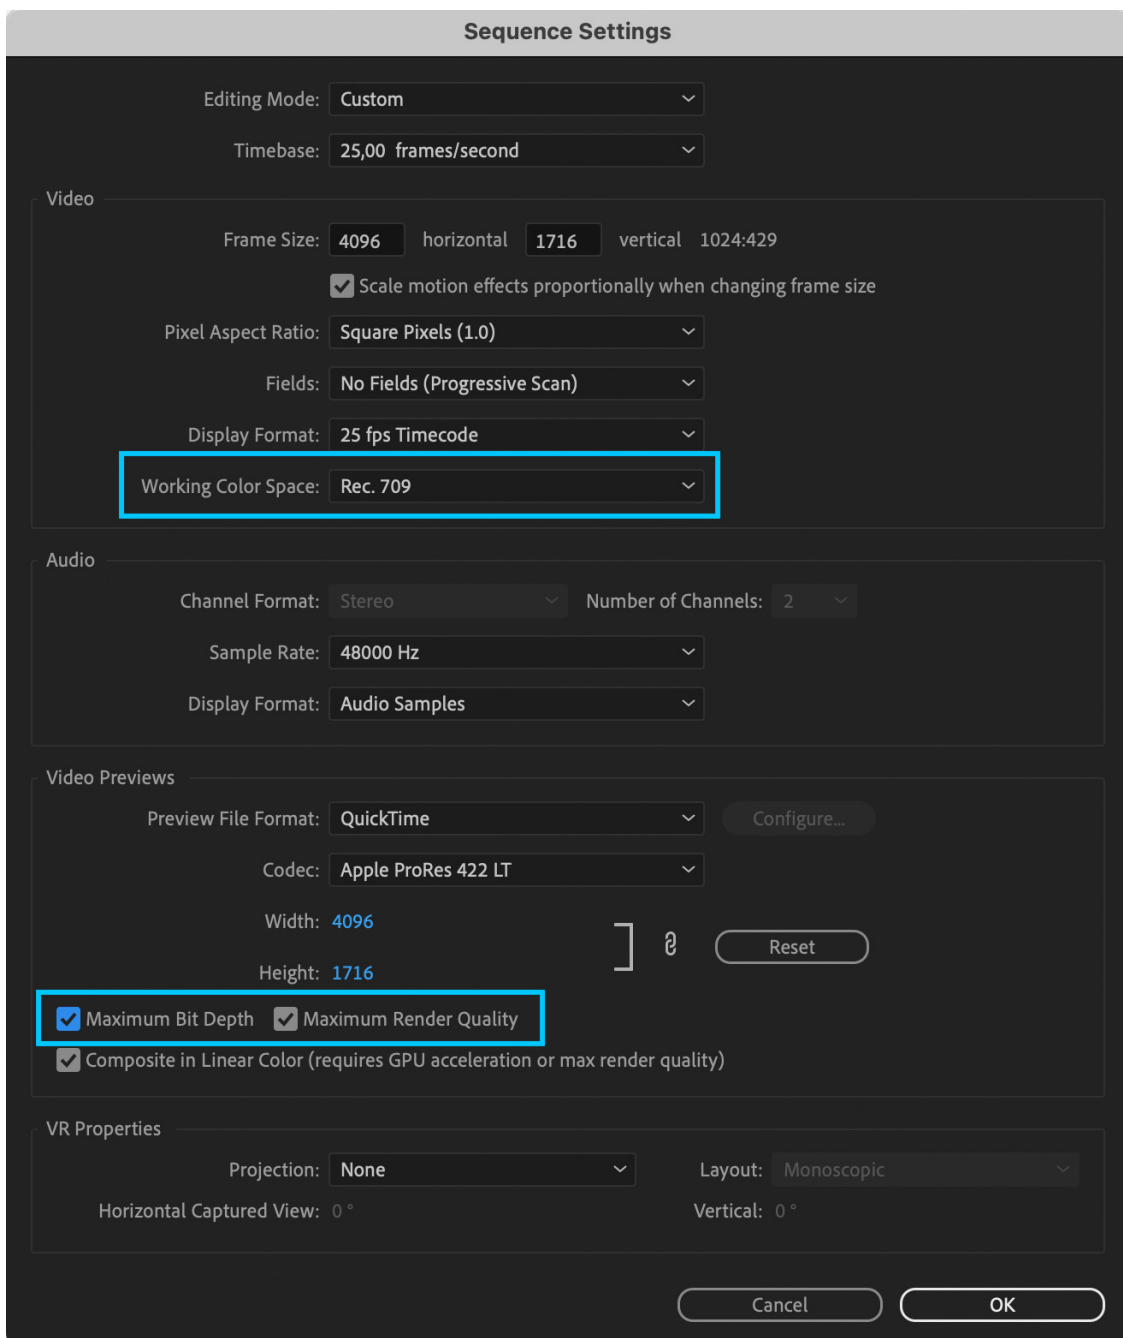 Sequence Settings
Editing Mode: Custom
Timebase: 25,00 frames/second
Video
Frame Size: 4096 horizontal 1716 vertical 1024:429
Scale motion effects proportionally when changing frame size
Pixel Aspect Ratio: Square Pixels (1.0)
Fields: No Fields (Progressive Scan)
Display Format: 25 fps Timecode
Working Color Space: Rec. 709
Audio
Channel Format: Stereo Number of Channels: 2
Sample Rate: 48000 Hz
Display Format: Audio Samples
Video Previews
Preview File Format: QuickTime Configure...
Codec: Apple ProRes 422 LT
Width: 4096
Reset
Height: 1716
Maximum Bit Depth Maximum Render Quality
Composite in Linear Color (requires GPU acceleration or max render quality)
VR Properties
Projection: None Layout: Monoscopic
Horizontal Captured View: 0° Vertical: 0°
Cancel OK